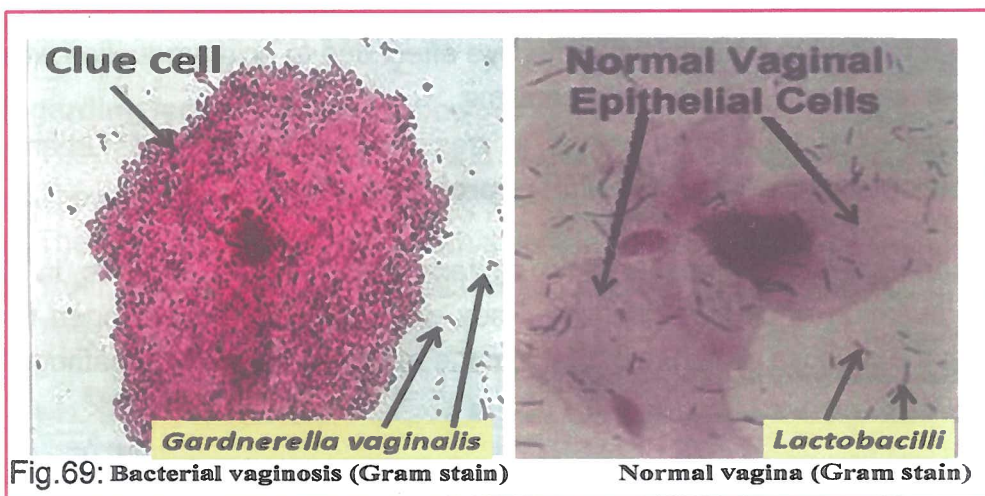 Clue cell
Gardnerella vaginalis
Normal Vaginal
Epithelial Cells
Lactobacilli
Fig.69: Bacterial vaginosis (Gram stain)
Normal vagina (Gram stain)